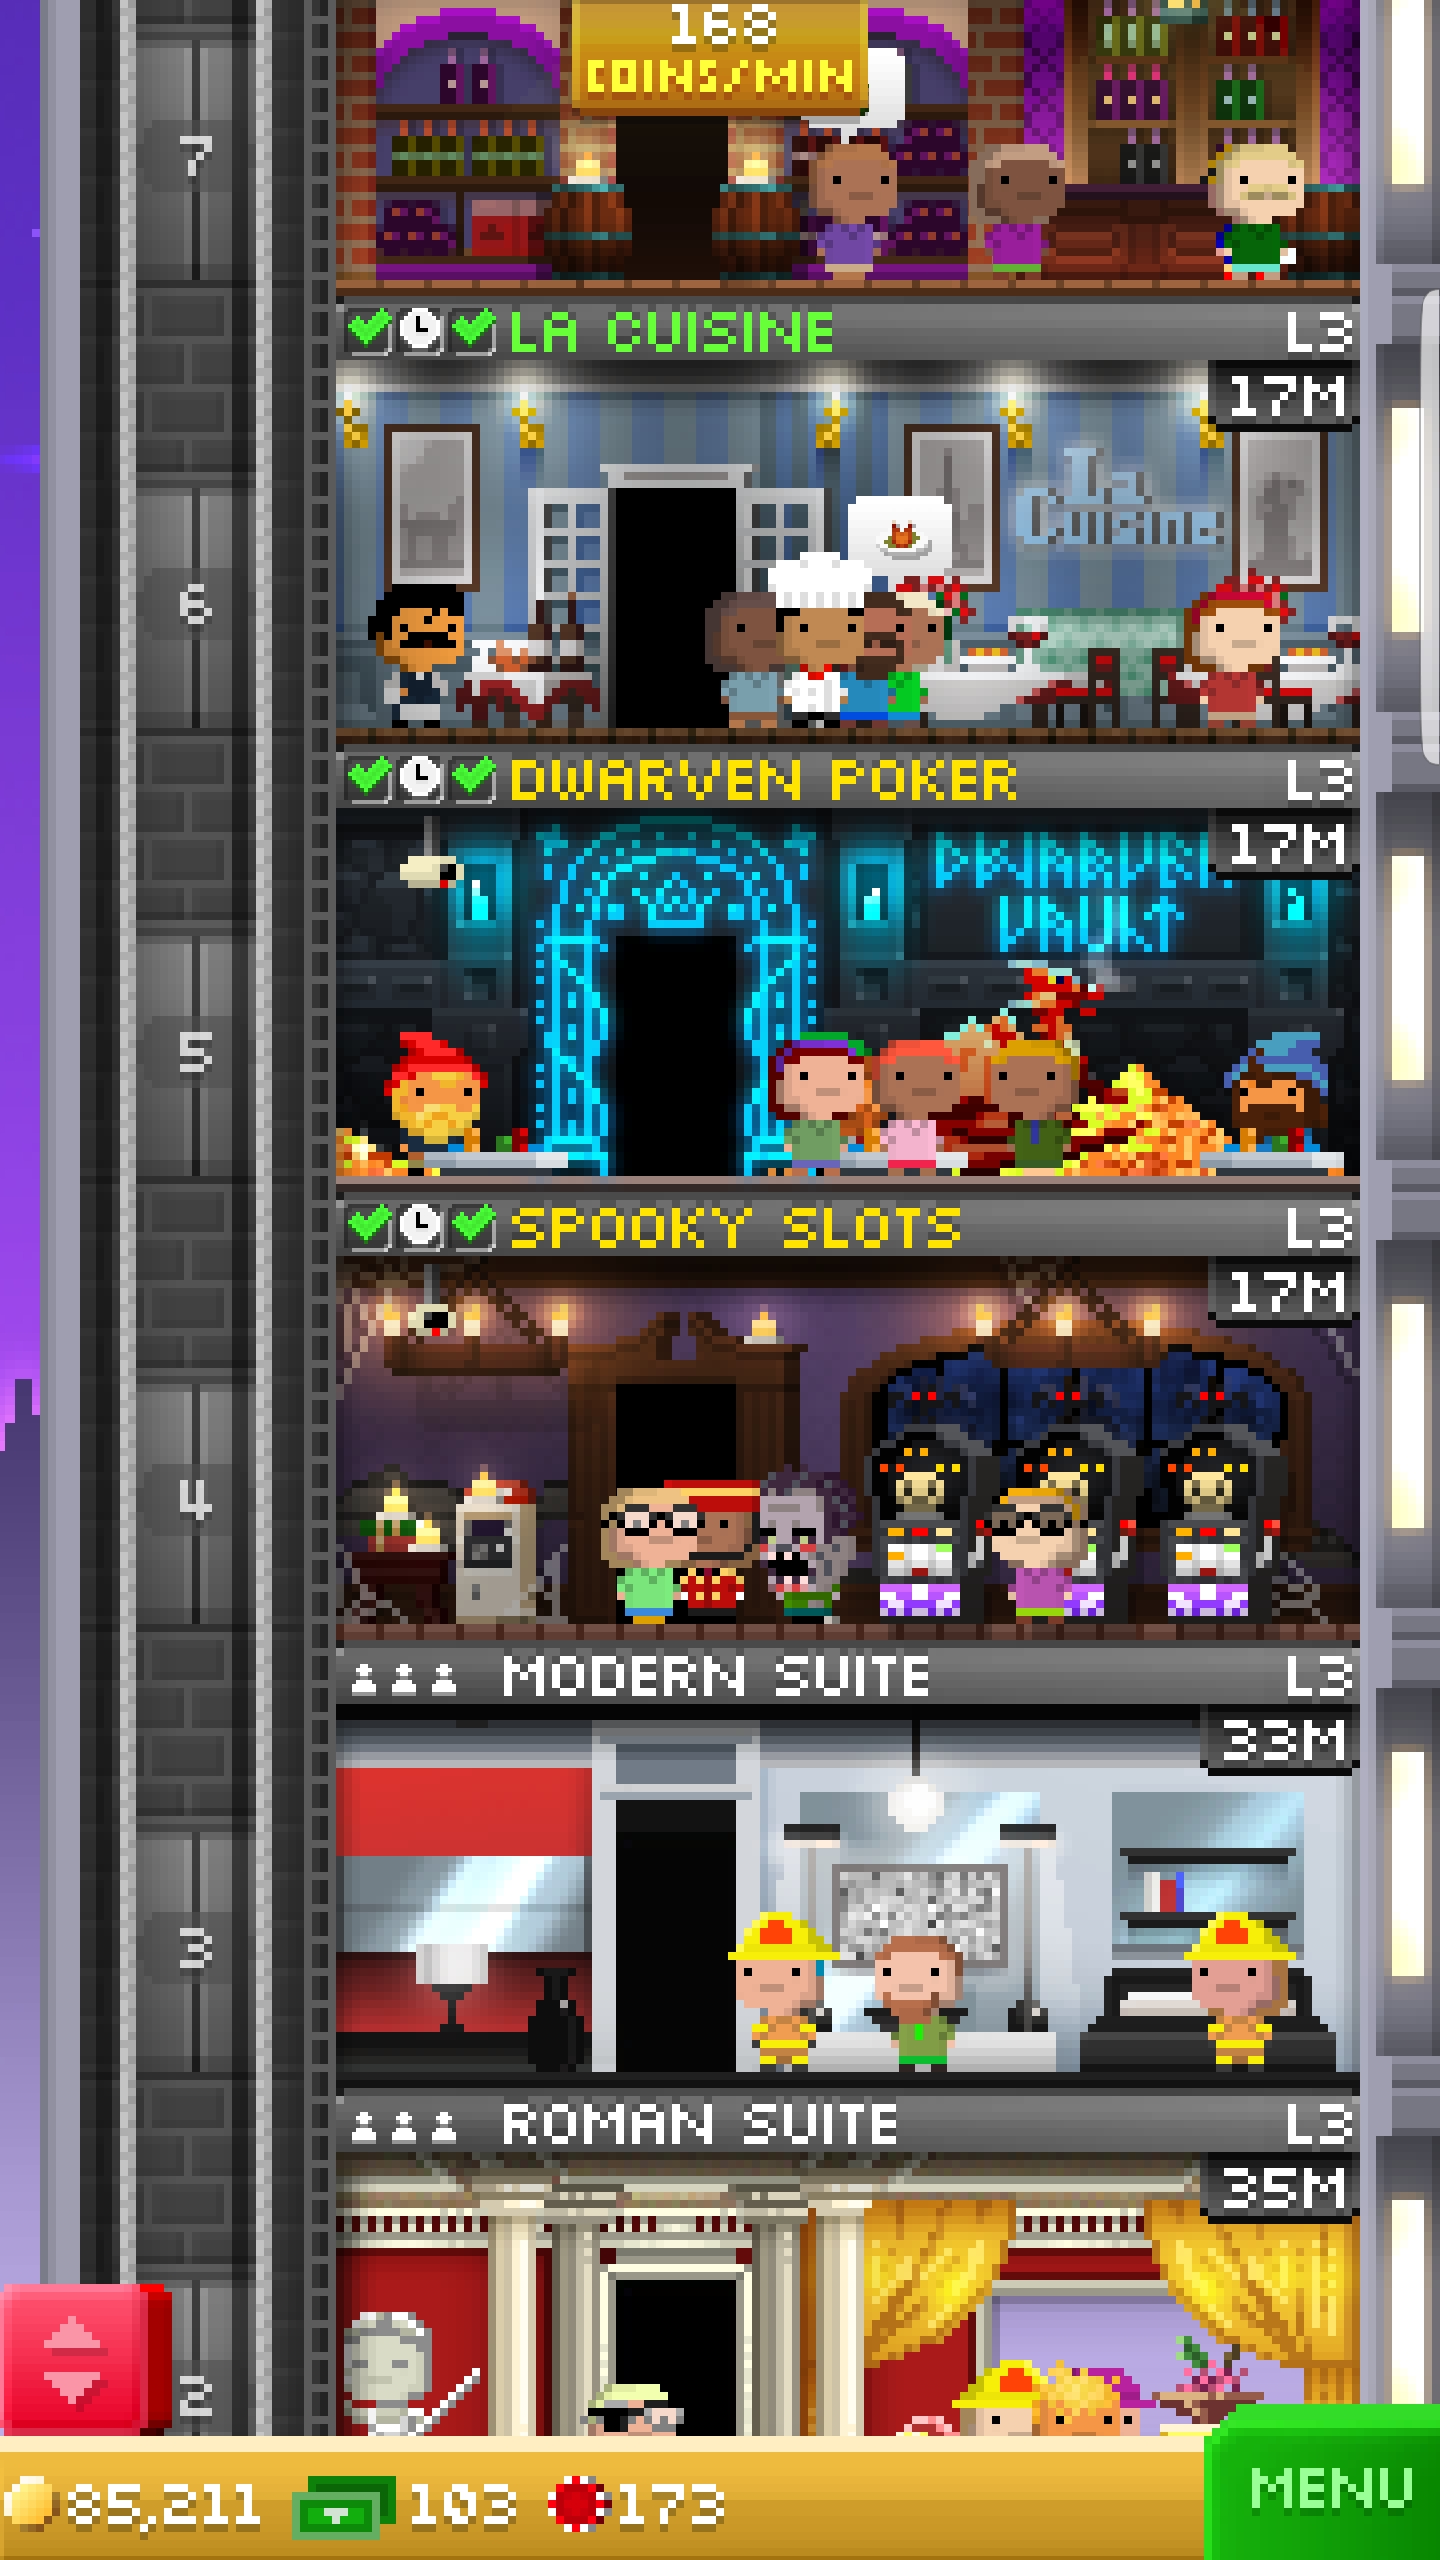 168
COINS/MIN
7
LA CUISINE L3
17M
La
Cuisine
6
DWARVEN POKER L3
17M
DWARVEN
VAULT
5
SPOOKY SLOTS L3
17M
4
MODERN SUITE L3
33M
3
ROMAN SUITE L3
35M
2
85,211 103 173
MENU